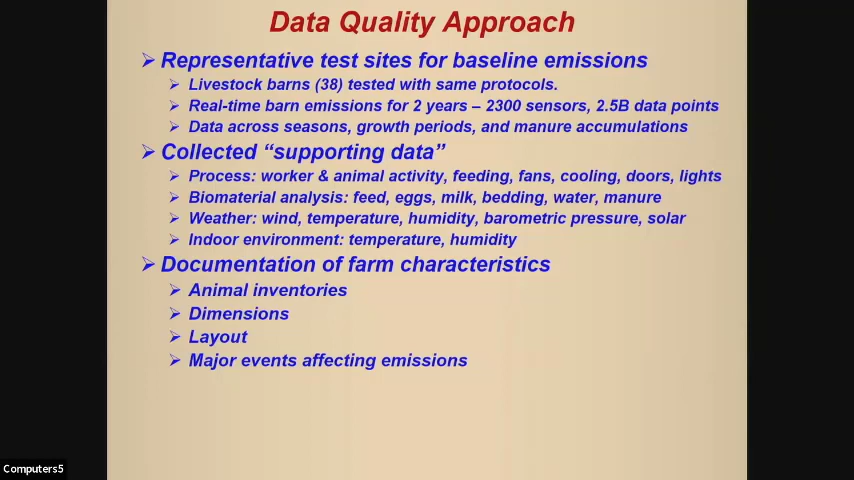 Data Quality Approach
Representative test sites for baseline emissions
Livestock barns (38) tested with same protocols.
Real-time barn emissions for 2 years – 2300 sensors, 2.5B data points
Data across seasons, growth periods, and manure accumulations
Collected “supporting data”
Process: worker & animal activity, feeding, fans, cooling, doors, lights
Biomaterial analysis: feed, eggs, milk, bedding, water, manure
Weather: wind, temperature, humidity, barometric pressure, solar
Indoor environment: temperature, humidity
Documentation of farm characteristics
Animal inventories
Dimensions
Layout
Major events affecting emissions
Computers5